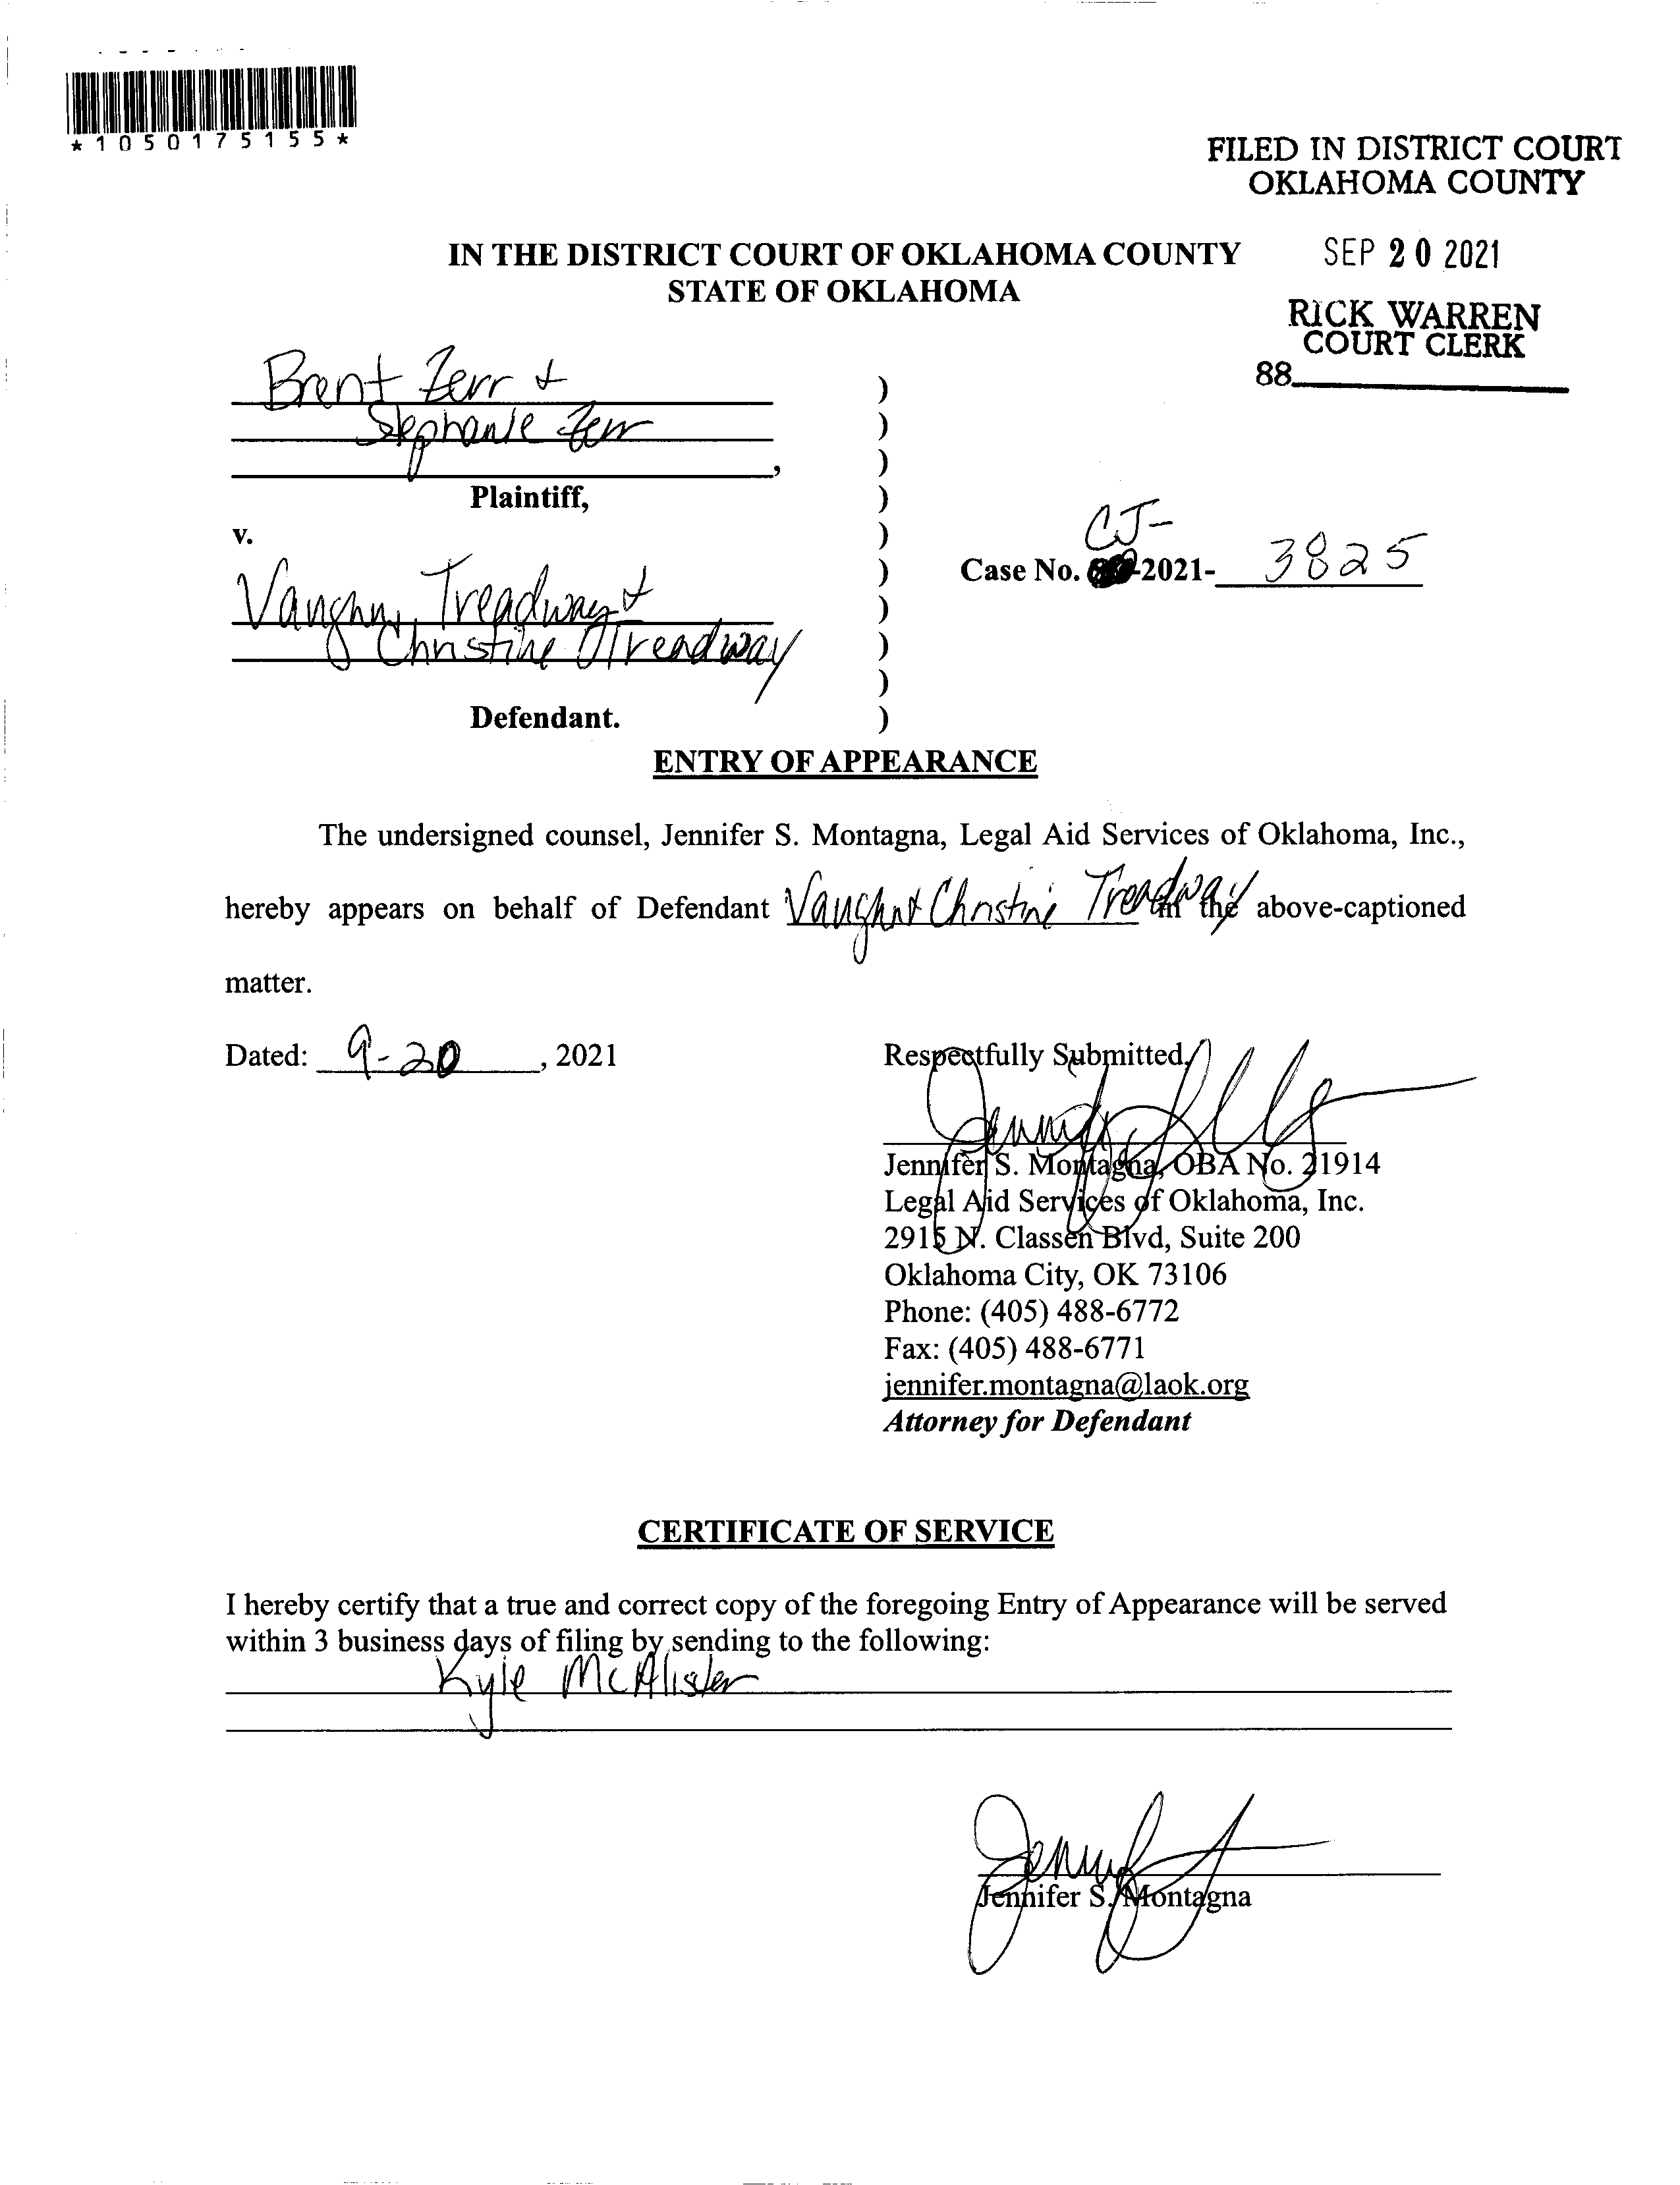 *1050175155*
FILED IN DISTRICT COURT
OKLAHOMA COUNTY
IN THE DISTRICT COURT OF OKLAHOMA COUNTY
STATE OF OKLAHOMA
SEP 20 2021
RICK WARREN
COURT CLERK
88
Brent Zerr &
Stephanie Zerr
,
Plaintiff,
v.
CJ-
Case No. -2021- 3825
Vaughn Treadway &
Christine Treadway
Defendant.
ENTRY OF APPEARANCE
The undersigned counsel, Jennifer S. Montagna, Legal Aid Services of Oklahoma, Inc.,
hereby appears on behalf of Defendant Vaughn & Christine Treadway in the above-captioned
matter.
Dated: 9-20, 2021
Respectfully Submitted,
Jennifer S. Montagna, OBA No. 21914
Legal Aid Services of Oklahoma, Inc.
2915 N. Classen Blvd, Suite 200
Oklahoma City, OK 73106
Phone: (405) 488-6772
Fax: (405) 488-6771
jennifer.montagna@laok.org
Attorney for Defendant
CERTIFICATE OF SERVICE
I hereby certify that a true and correct copy of the foregoing Entry of Appearance will be served
within 3 business days of filing by sending to the following:
Kyle McAlister
Jennifer S. Montagna